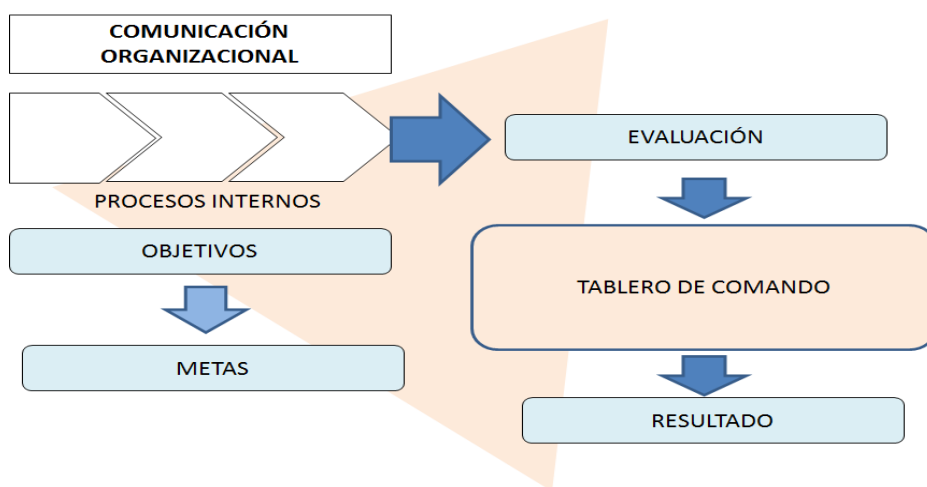 COMUNICACIÓN
ORGANIZACIONAL
PROCESOS INTERNOS
OBJETIVOS
METAS
EVALUACIÓN
TABLERO DE COMANDO
RESULTADO